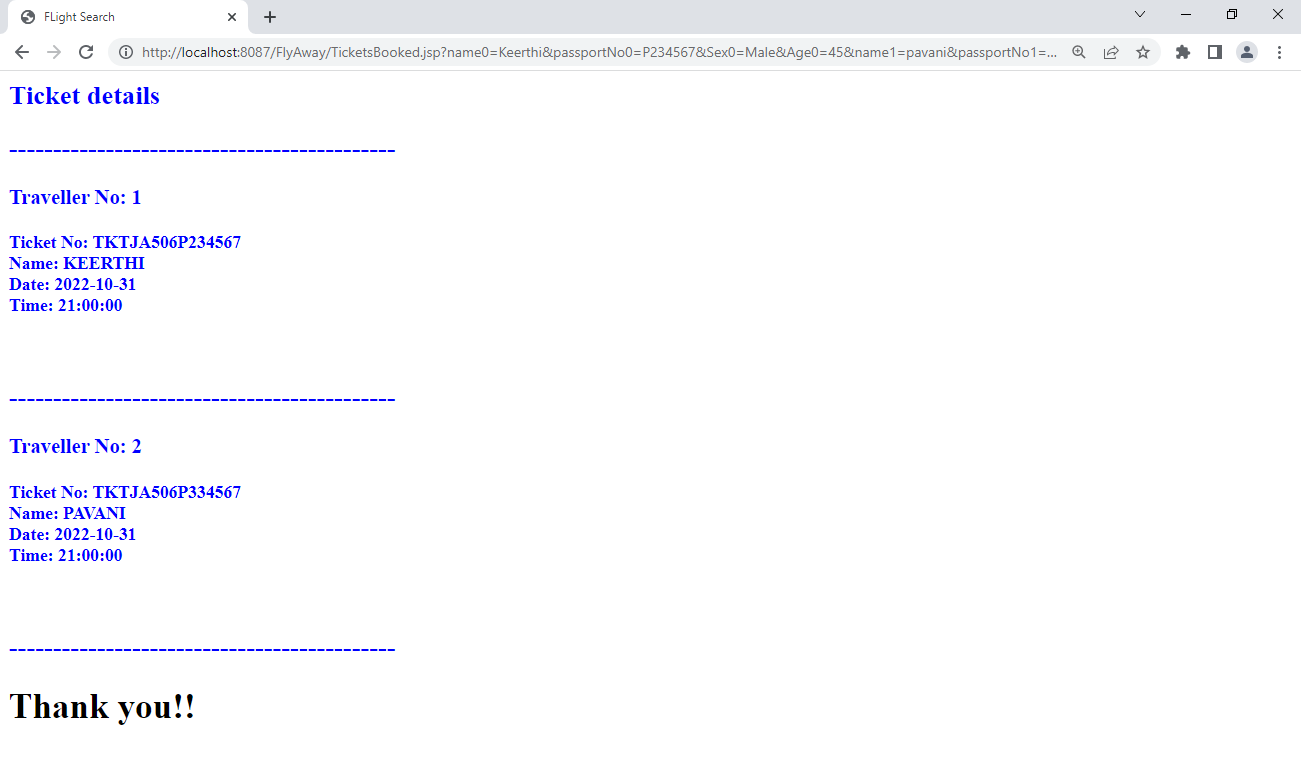 FLight Search
http://localhost:8087/FlyAway/TicketsBooked.jsp?name0=Keerthi&passportNo0=P234567&Sex0=Male&Age0=45&name1=pavani&passportNo1=...
Ticket details
--------------------------------------------
Traveller No: 1
Ticket No: TKTJA506P234567
Name: KEERTHI
Date: 2022-10-31
Time: 21:00:00
--------------------------------------------
Traveller No: 2
Ticket No: TKTJA506P334567
Name: PAVANI
Date: 2022-10-31
Time: 21:00:00
--------------------------------------------
Thank you!!